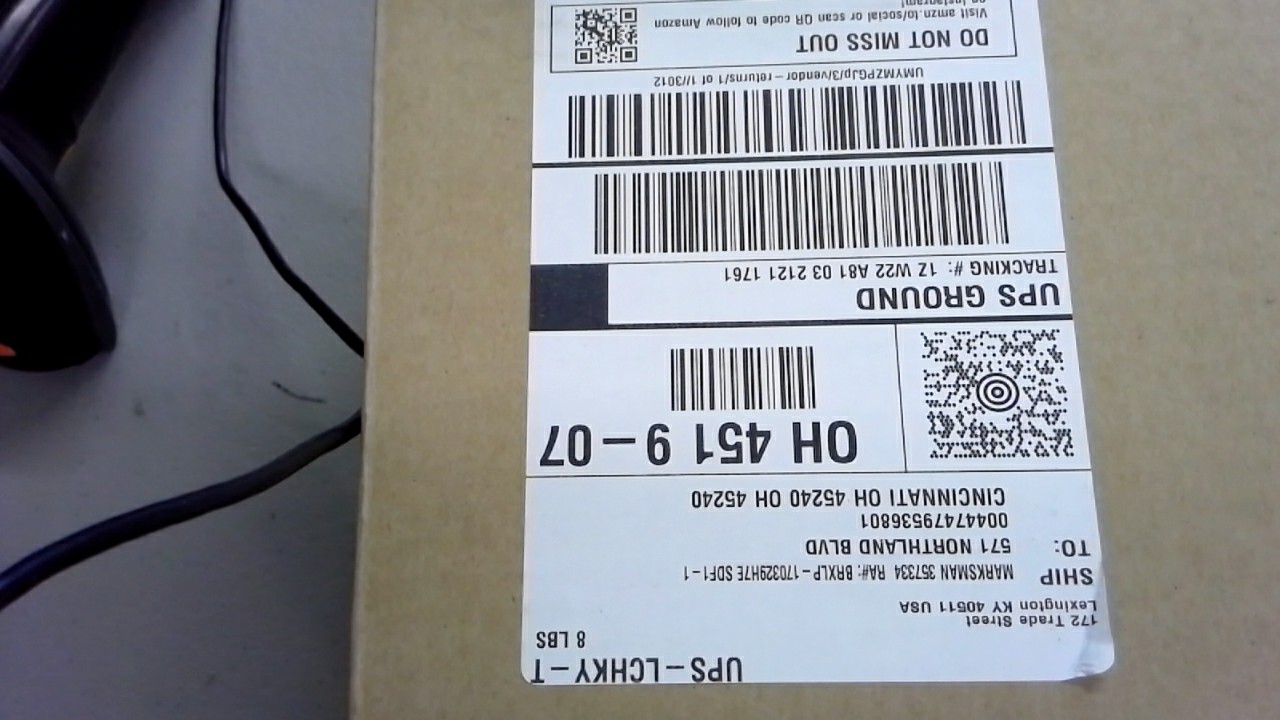 UPS-LCHKY-T
8 LBS
172 Trade Street
Lexington KY 40511 USA
SHIP
TO:
MARKSMAN 357334 RA#: BRXLP-170329H7E SDF1-1
571 NORTHLAND BLVD
00447479536801
CINCINNATI OH 45240 OH 45240
OH 451 9-07
UPS GROUND
TRACKING #: 1Z W22 A81 03 2121 1761
UMYMZPGJp/3/vendor-returns/1 of 1//3012
DO NOT MISS OUT
Visit amzn.to/social or scan QR code to follow Amazon
on Instagram!